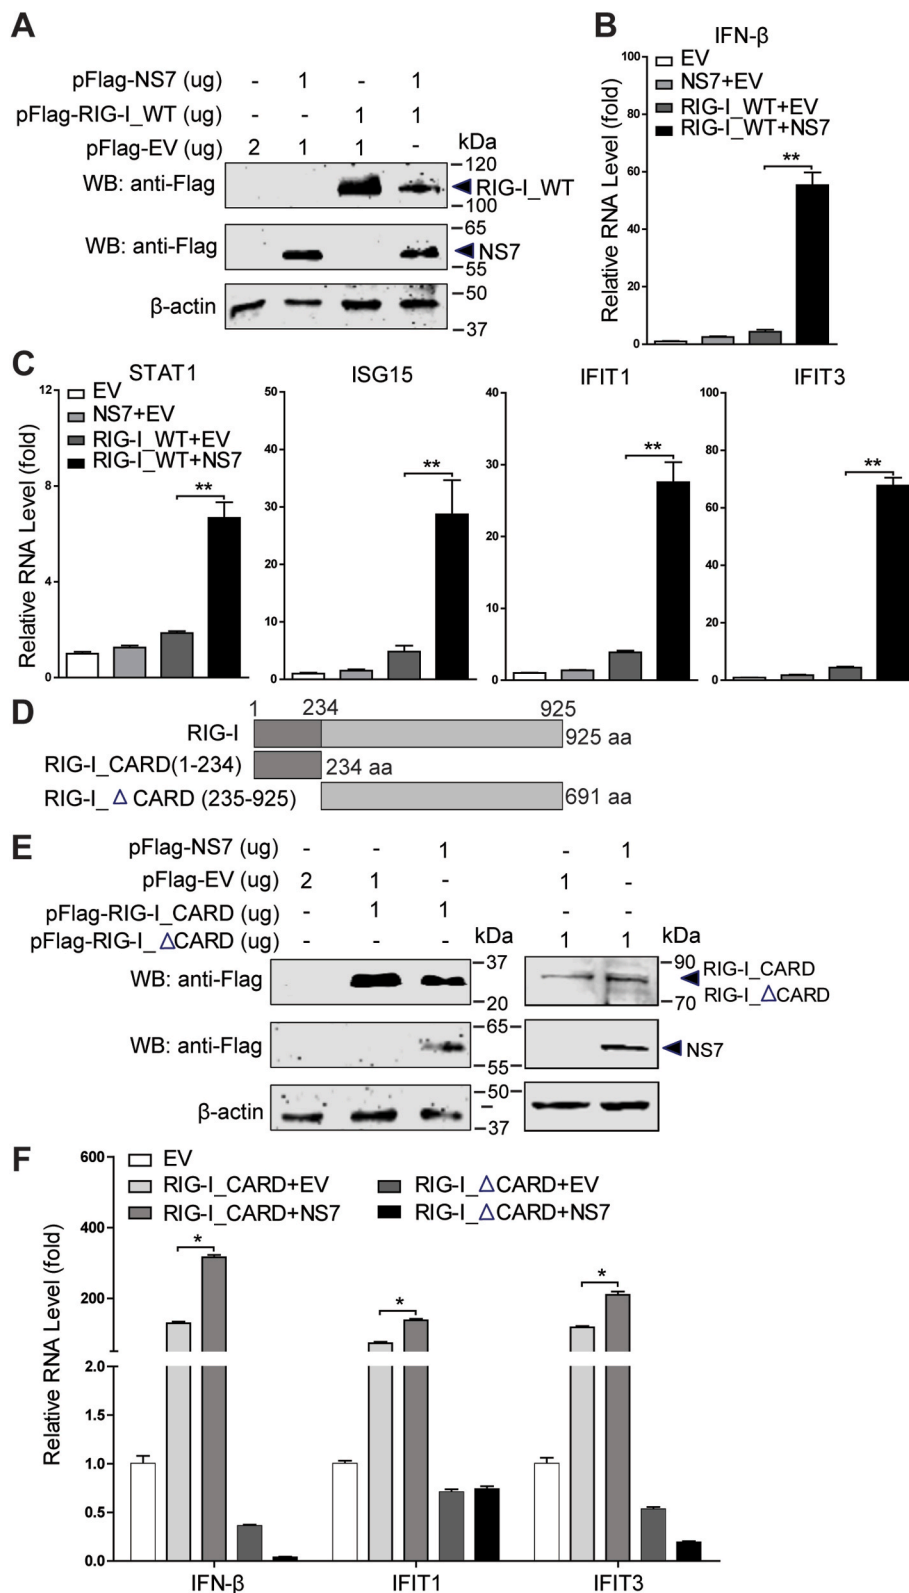 A
pFlag-NS7 (ug) - 1 - 1
pFlag-RIG-I_WT (ug) - - 1 1
pFlag-EV (ug) 2 1 1 - kDa
WB: anti-Flag
120
RIG-I_WT
100
WB: anti-Flag
65
NS7
55
β-actin
50
37
B
IFN-β
EV
NS7+EV
RIG-I_WT+EV
RIG-I_WT+NS7
**
Relative RNA Level (fold)
100
80
60
40
20
0
C
STAT1
EV
NS7+EV
RIG-I_WT+EV
RIG-I_WT+NS7
**
Relative RNA Level (fold)
12
8
4
0
ISG15
**
50
40
30
20
10
0
IFIT1
**
40
30
20
10
0
IFIT3
**
100
80
60
40
20
0
D
1 234 925
RIG-I 925 aa
RIG-I_CARD(1-234) 234 aa
RIG-I_ Δ CARD (235-925) 691 aa
E
pFlag-NS7 (ug) - - 1 - 1
pFlag-EV (ug) 2 1 - 1 -
pFlag-RIG-I_CARD (ug) - 1 1 - -
pFlag-RIG-I_ΔCARD (ug) - - - kDa 1 1 kDa
WB: anti-Flag
37
20
90
RIG-I_CARD
RIG-I_ΔCARD
70
WB: anti-Flag
65
55
NS7
β-actin
50
37
F
EV
RIG-I_CARD+EV RIG-I_ΔCARD+EV
RIG-I_CARD+NS7 RIG-I_ΔCARD+NS7
* * *
Relative RNA Level (fold)
600
400
200
2.0
1.5
1.0
0.5
0.0
IFN-β IFIT1 IFIT3